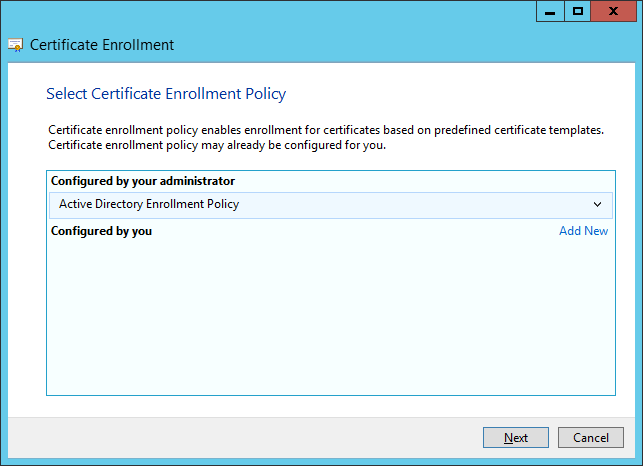 Certificate Enrollment
Select Certificate Enrollment Policy
Certificate enrollment policy enables enrollment for certificates based on predefined certificate templates.
Certificate enrollment policy may already be configured for you.
Configured by your administrator
Active Directory Enrollment Policy
Configured by you Add New
Next Cancel